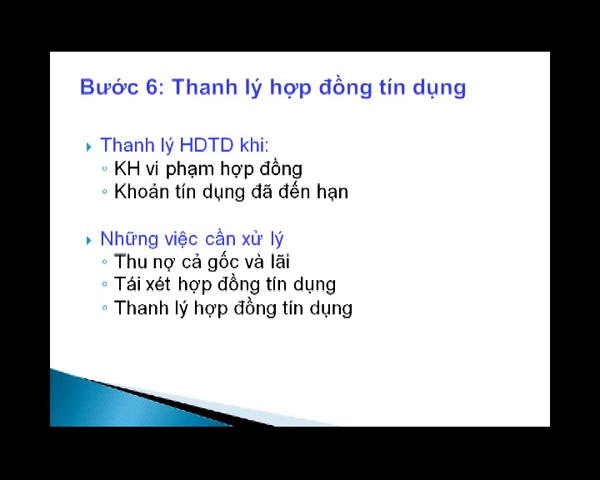 Bước 6: Thanh lý hợp đồng tín dụng
Thanh lý HDTD khi:
KH vi phạm hợp đồng
Khoản tín dụng đã đến hạn
Những việc cần xử lý
Thu nợ cả gốc và lãi
Tái xét hợp đồng tín dụng
Thanh lý hợp đồng tín dụng